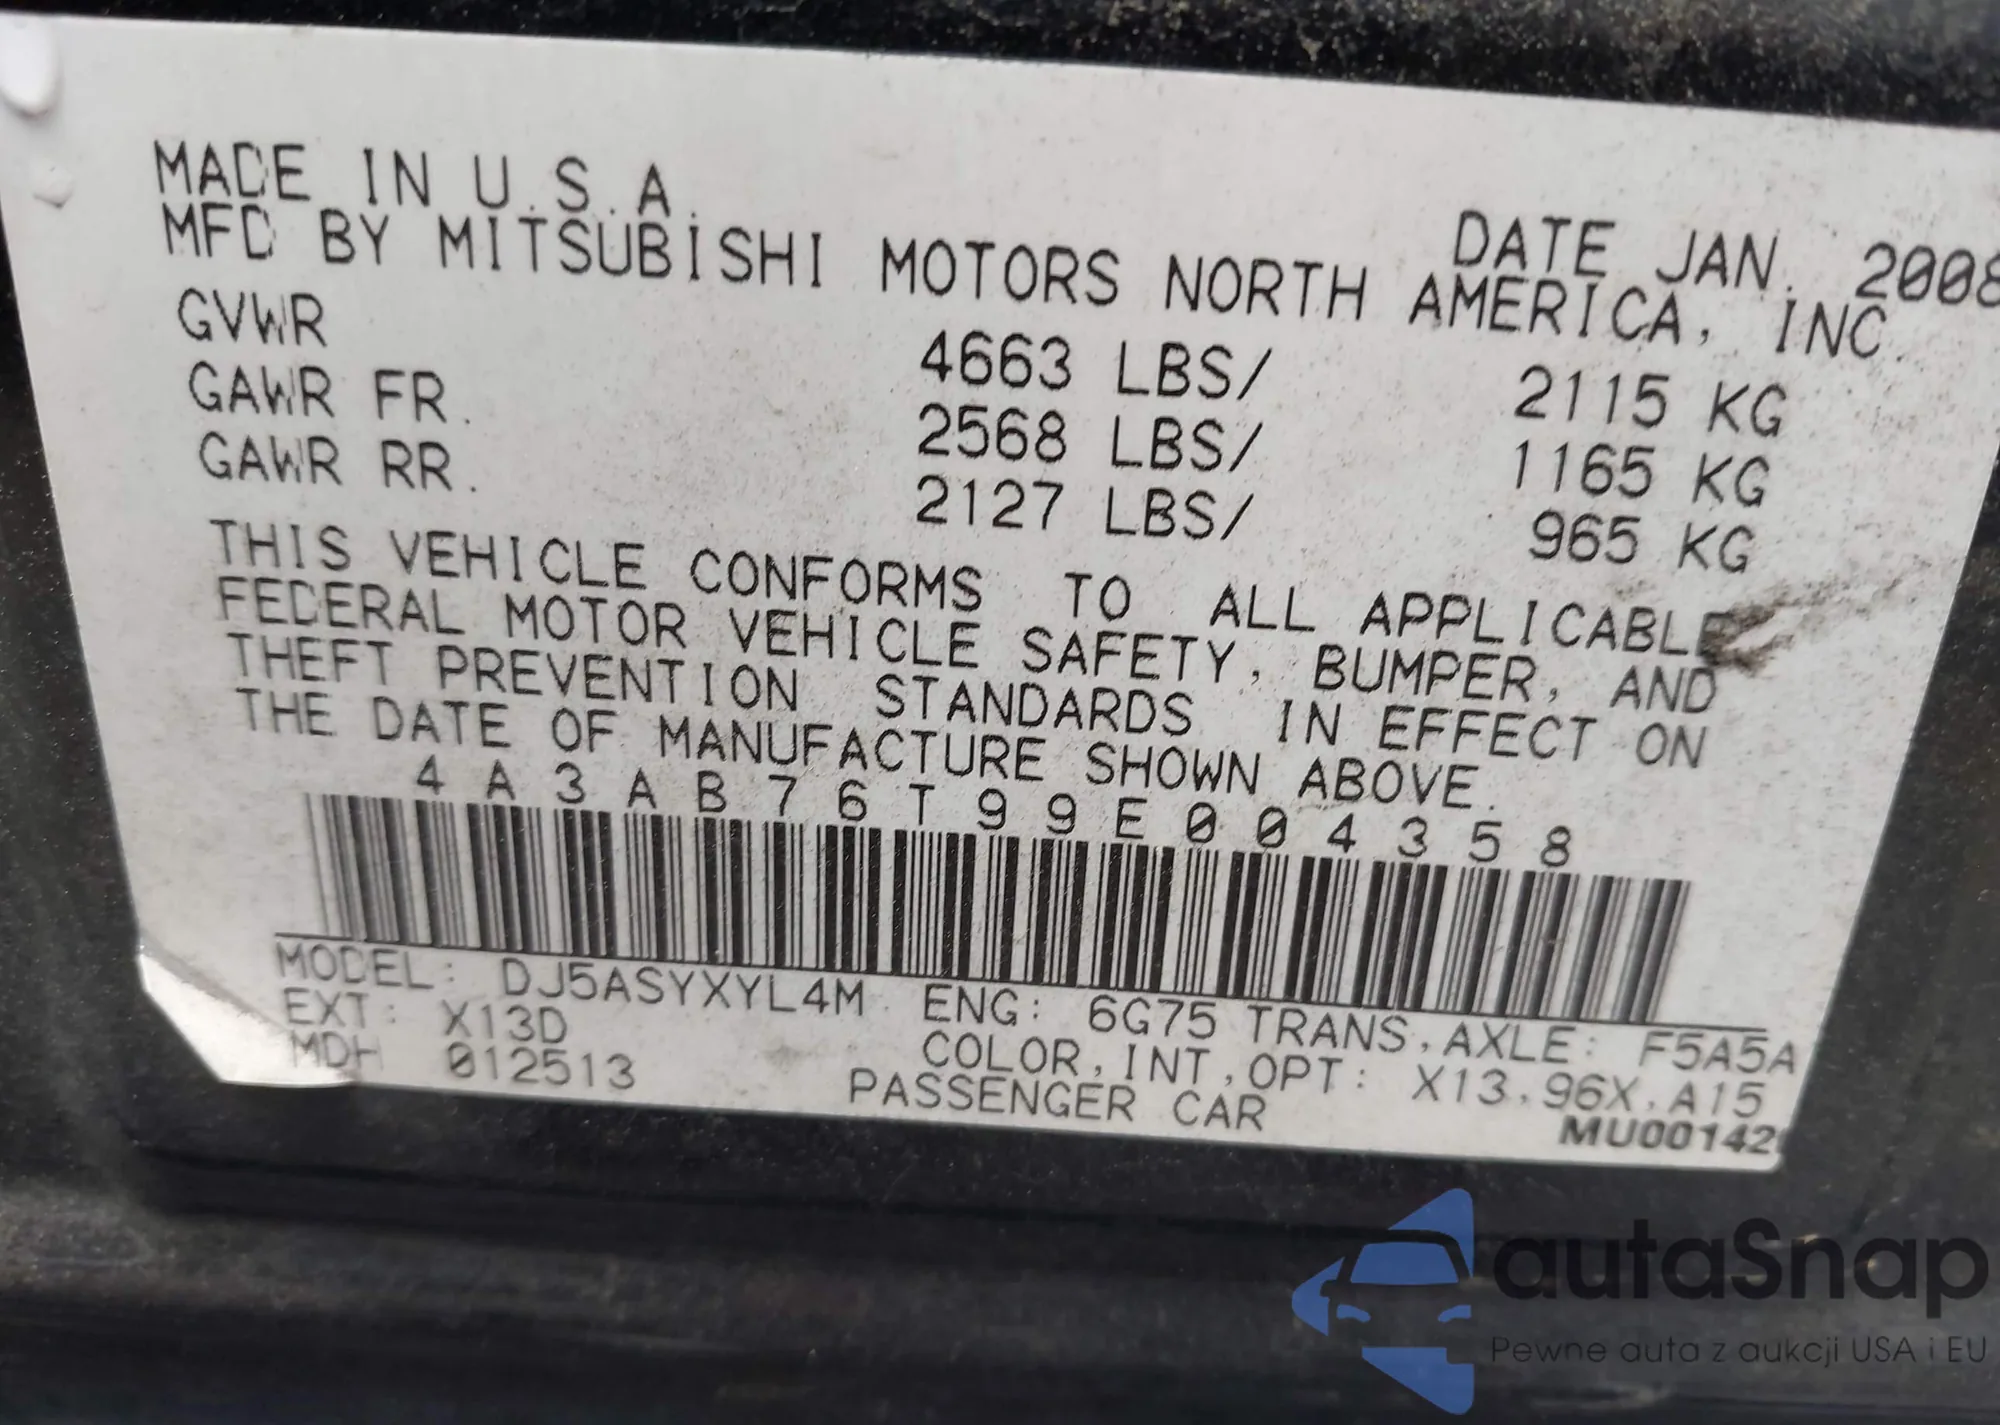 MADE IN U.S.A.
DATE JAN. 2008
MFD BY MITSUBISHI MOTORS NORTH AMERICA, INC.
GVWR 4663 LBS/ 2115 KG
GAWR FR. 2568 LBS/ 1165 KG
GAWR RR. 2127 LBS/ 965 KG
THIS VEHICLE CONFORMS TO ALL APPLICABLE
FEDERAL MOTOR VEHICLE SAFETY, BUMPER, AND
THEFT PREVENTION STANDARDS IN EFFECT ON
THE DATE OF MANUFACTURE SHOWN ABOVE.
4A3AB76T99E004358
MODEL: DJ5ASYXYL4M ENG: 6G75 TRANS,AXLE: F5A5A
EXT: X13D COLOR,INT,OPT: X13,96X,A15
MDH 012513 PASSENGER CAR
MU00142
autaSnap
Pewne auta z aukcji USA i EU